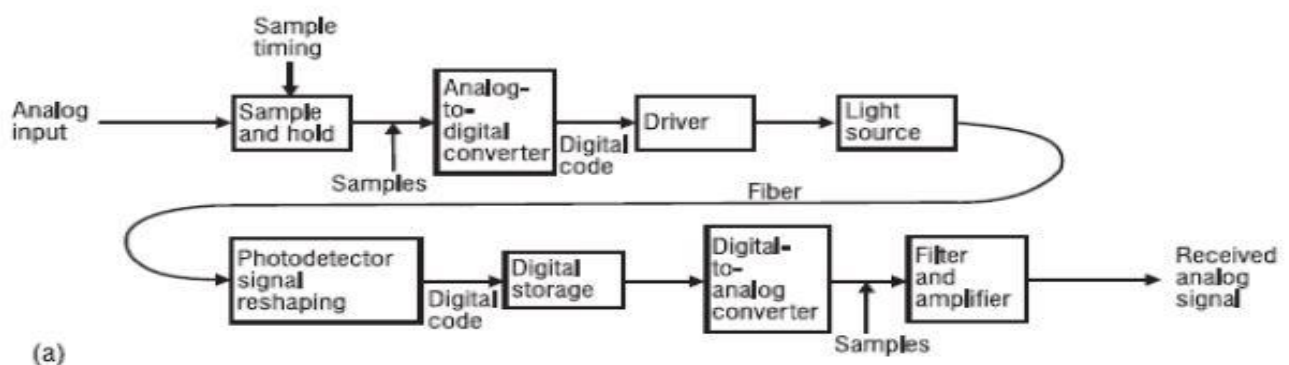 Sample
timing
Analog
input
Sample
and hold
Samples
Analog-
to-
digital
converter
Digital
code
Driver
Light
source
Fiber
Photodetector
signal
reshaping
Digital
code
Digital
storage
Digital-
to-
analog
converter
Samples
Filter
and
amplifier
Received
analog
signal
(a)